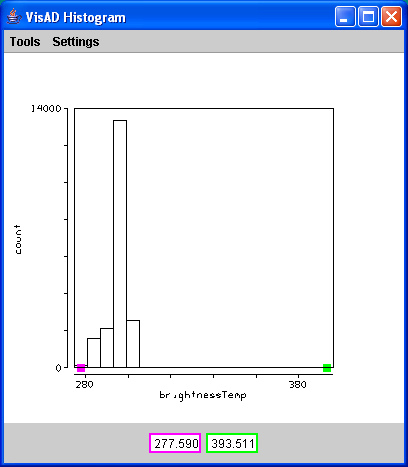 VisAD Histogram
Tools Settings
14000
count
0
280 380
brightnessTemp
277.590 393.511